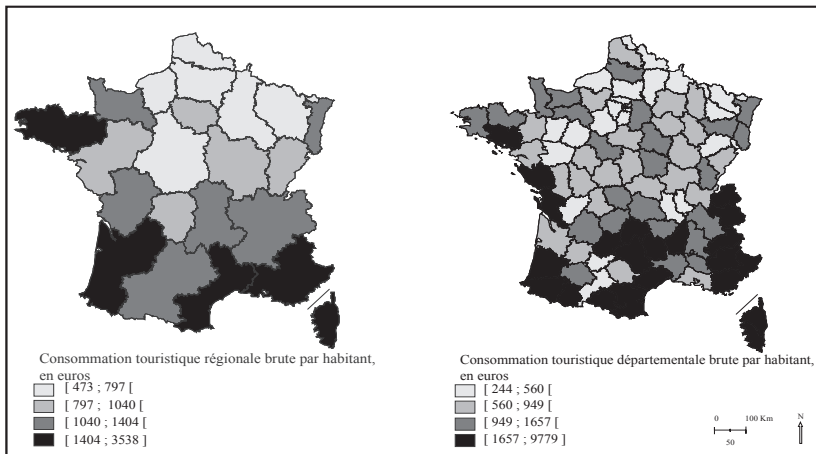 Consommation touristique régionale brute par habitant,
en euros
[ 473 ; 797 [
[ 797 ;  1040 [
[ 1040 ; 1404 [
[ 1404 ; 3538 ]
Consommation touristique départementale brute par habitant,
en euros
[ 244 ; 560 [
[ 560 ; 949 [
[ 949 ; 1657 [
[ 1657 ; 9779 ]
0 100 Km
50
N